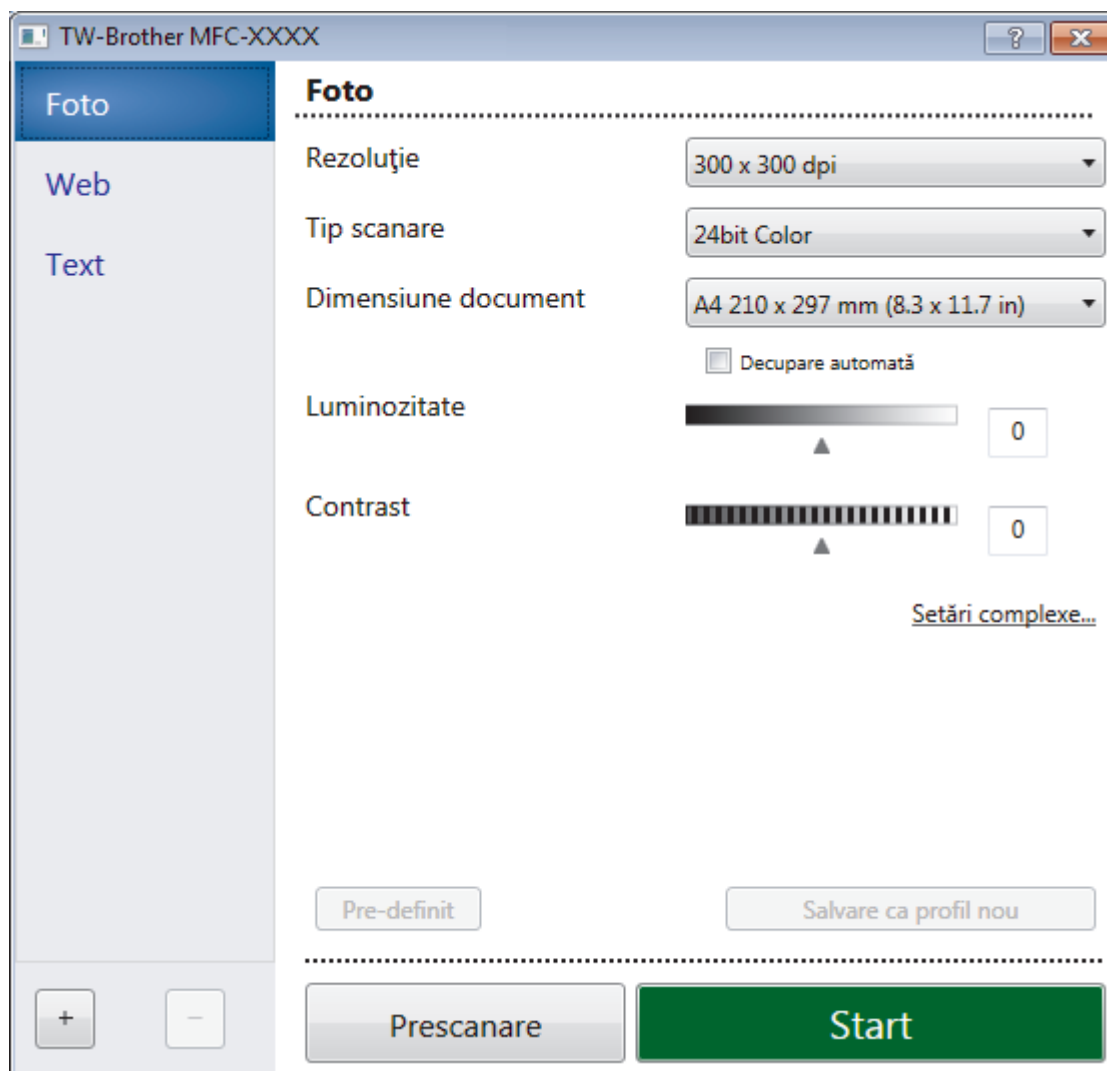 TW-Brother MFC-XXXX
?
Foto
Web
Text
Foto
Rezoluţie
300 x 300 dpi
Tip scanare
24bit Color
Dimensiune document
A4 210 x 297 mm (8.3 x 11.7 in)
Decupare automată
Luminozitate
0
Contrast
0
Setări complexe...
Pre-definit
Salvare ca profil nou
+
−
Prescanare
Start